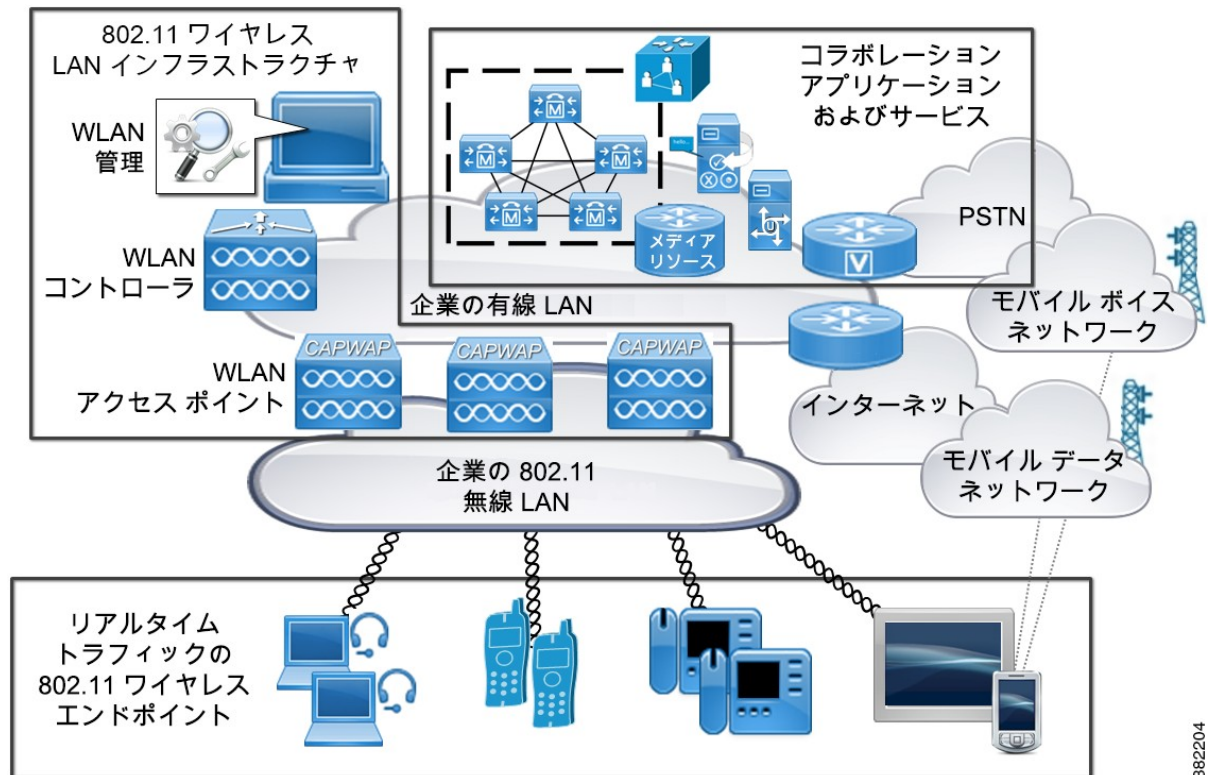 802.11 ワイヤレス
LAN インフラストラクチャ
WLAN
管理
WLAN
コントローラ
WLAN
アクセス ポイント
CAPWAP
CAPWAP
CAPWAP
コラボレーション
アプリケーション
およびサービス
M
M
M
M
M
hello...
U
メディア
リソース
V
PSTN
企業の有線 LAN
モバイル ボイス
ネットワーク
インターネット
モバイル データ
ネットワーク
企業の 802.11
無線 LAN
リアルタイム
トラフィックの
802.11 ワイヤレス
エンドポイント
382204